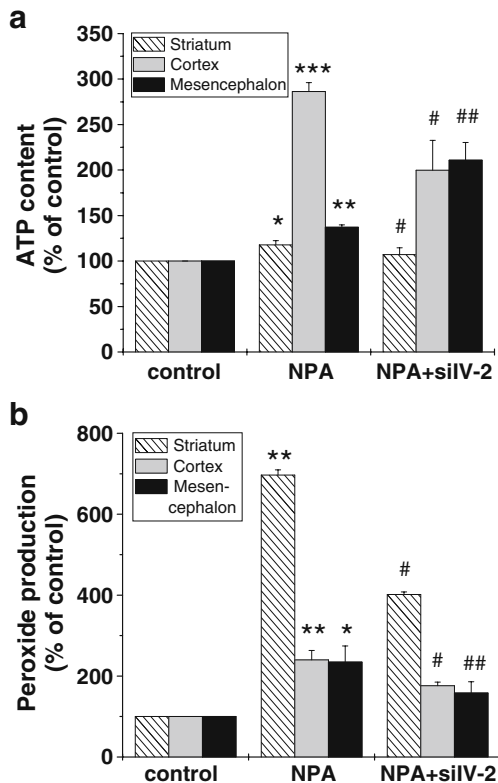 a
Striatum
Cortex
Mesencephalon
ATP content
(% of control)
350
300
250
200
150
100
50
0
*
***
**
#
#
##
control
NPA
NPA+siIV-2
b
Striatum
Cortex
Mesen-
cephalon
Peroxide production
(% of control)
800
600
400
200
0
**
**
*
#
#
##
control
NPA
NPA+siIV-2